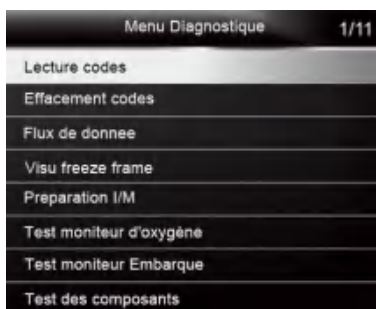 Menu Diagnostique 1/11
Lecture codes
Effacement codes
Flux de donnee
Visu freeze frame
Preparation I/M
Test moniteur d'oxygène
Test moniteur Embarque
Test des composants